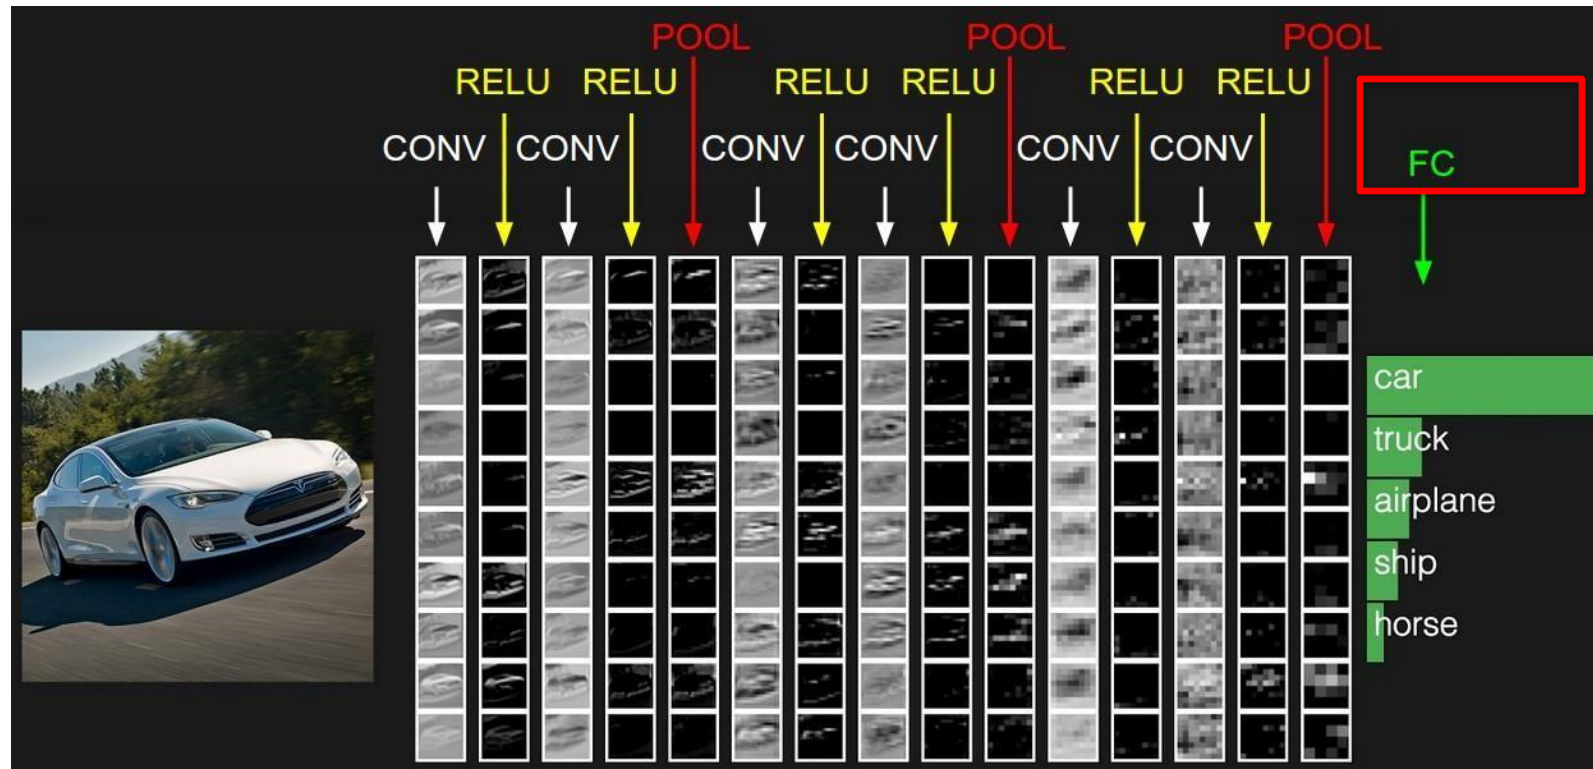 POOL POOL POOL
RELU RELU RELU RELU RELU RELU
CONV CONV CONV CONV CONV CONV
FC
car
truck
airplane
ship
horse